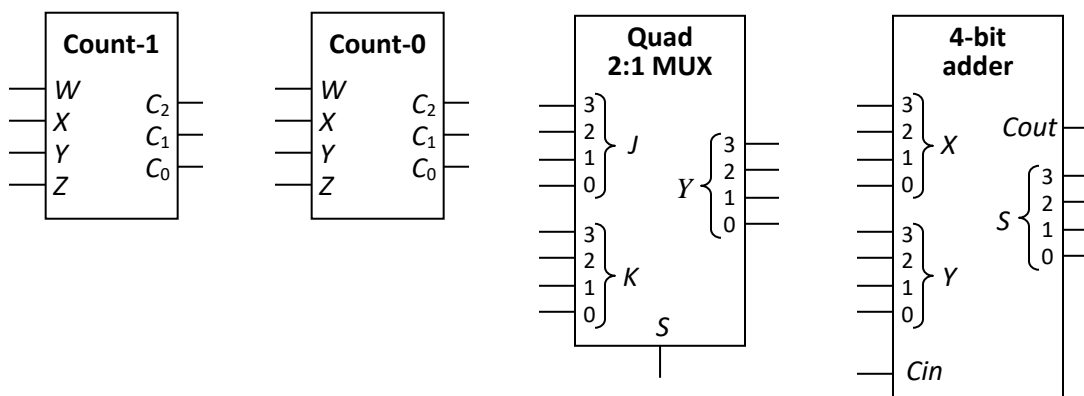 Count-1
W
X
Y
Z
C₂
C₁
C₀
Count-0
W
X
Y
Z
C₂
C₁
C₀
Quad
2:1 MUX
3
2
1
0
J
3
2
1
0
K
Y
3
2
1
0
S
4-bit
adder
3
2
1
0
X
3
2
1
0
Y
Cin
Cout
S
3
2
1
0